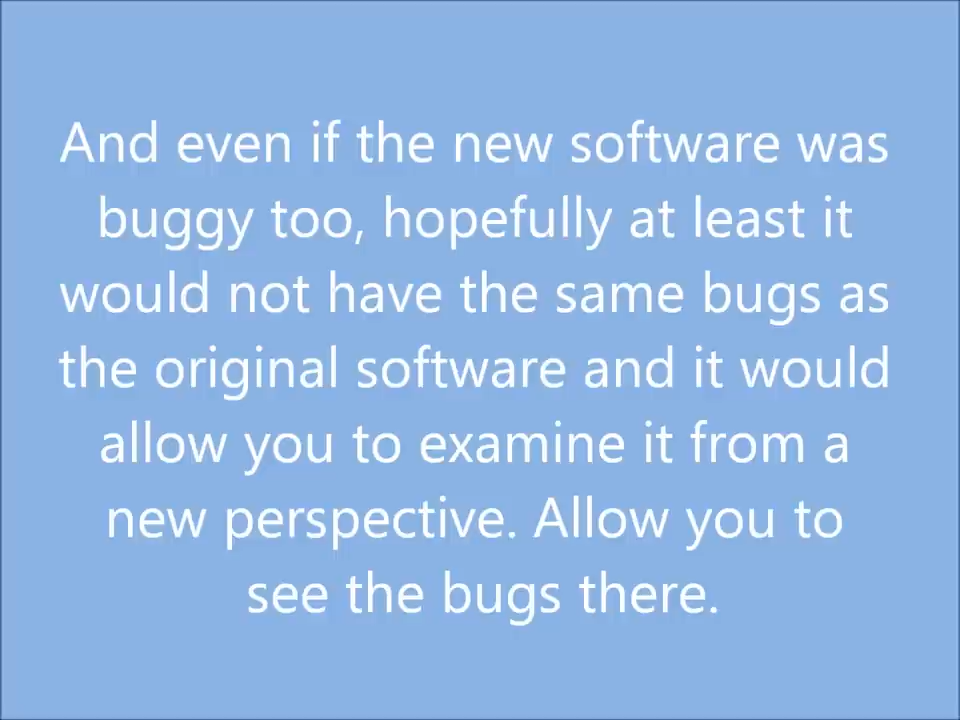 And even if the new software was
buggy too, hopefully at least it
would not have the same bugs as
the original software and it would
allow you to examine it from a
new perspective. Allow you to
see the bugs there.